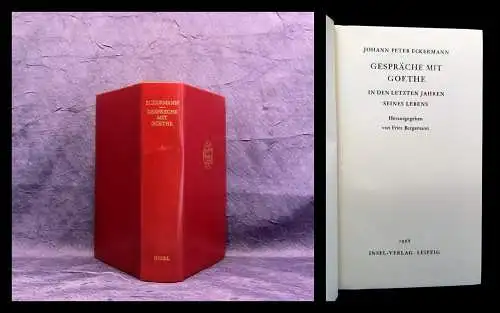 ECKERMANN
GESPRÄCHE
MIT
GOETHE
INSEL
JOHANN PETER ECKERMANN
GESPRÄCHE MIT
GOETHE
IN DEN LETZTEN JAHREN
SEINES LEBENS
Herausgegeben
von Fritz Bergemann
1968
INSEL-VERLAG · LEIPZIG